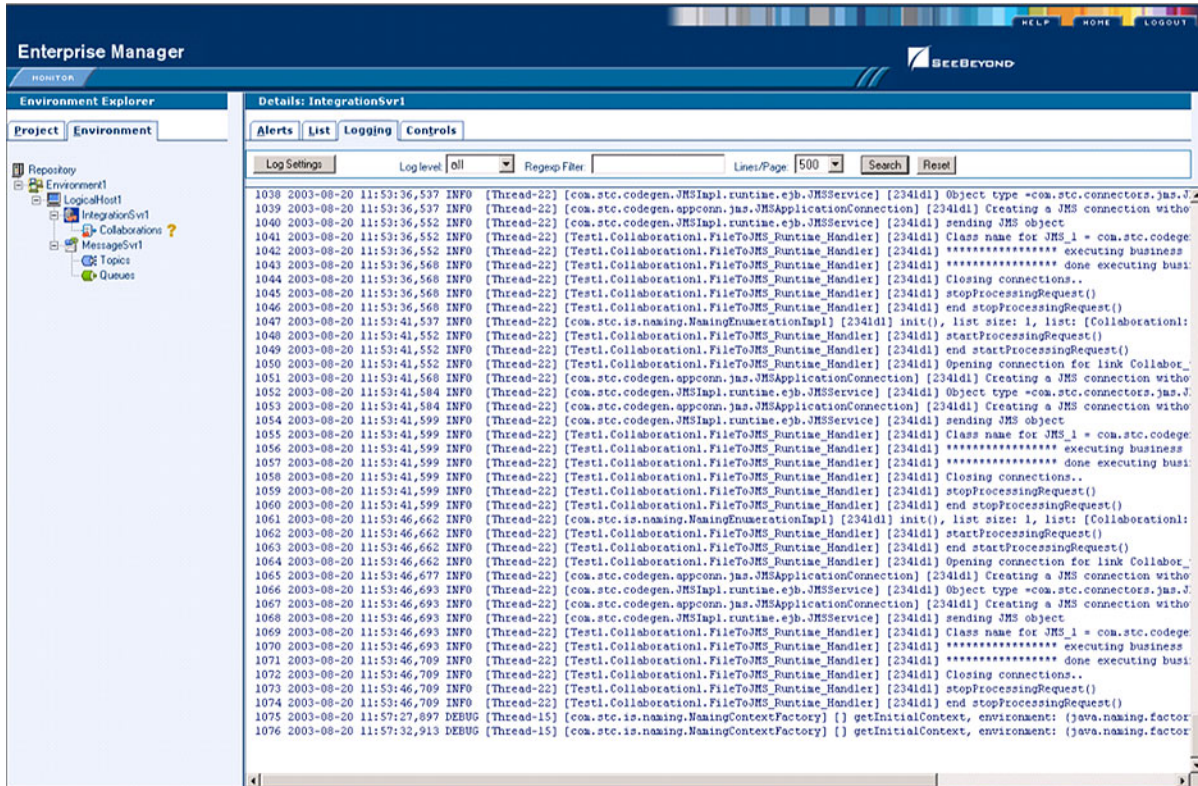 HELP HOME LOGOUT
Enterprise Manager
SEEBEYOND
MONITOR
Environment Explorer
Details: IntegrationSvr1
Project Environment
Alerts List Logging Controls
Log Settings Log level: all Regexp Filter: Lines/Page: 500 Search Reset
Repository
Environment1
LogicalHost1
IntegrationSvr1
Collaborations ?
MessageSvr1
Topics
Queues
1038 2003-08-20 11:53:36,537 INFO [Thread-22] [com.stc.codegen.JMSImpl.runtime.ejb.JMSService] [2341d1] Object type =com.stc.connectors.jms.J
1039 2003-08-20 11:53:36,537 INFO [Thread-22] [com.stc.codegen.appconn.jms.JMSApplicationConnection] [2341d1] Creating a JMS connection witho
1040 2003-08-20 11:53:36,552 INFO [Thread-22] [com.stc.codegen.JMSImpl.runtime.ejb.JMSService] [2341d1] sending JMS object
1041 2003-08-20 11:53:36,552 INFO [Thread-22] [Test1.Collaboration1.FileToJMS_Runtime_Handler] [2341d1] Class name for JMS_1 = com.stc.codege
1042 2003-08-20 11:53:36,552 INFO [Thread-22] [Test1.Collaboration1.FileToJMS_Runtime_Handler] [2341d1] ***************** executing business
1043 2003-08-20 11:53:36,568 INFO [Thread-22] [Test1.Collaboration1.FileToJMS_Runtime_Handler] [2341d1] ***************** done executing busi
1044 2003-08-20 11:53:36,568 INFO [Thread-22] [Test1.Collaboration1.FileToJMS_Runtime_Handler] [2341d1] Closing connections..
1045 2003-08-20 11:53:36,568 INFO [Thread-22] [Test1.Collaboration1.FileToJMS_Runtime_Handler] [2341d1] stopProcessingRequest()
1046 2003-08-20 11:53:36,568 INFO [Thread-22] [Test1.Collaboration1.FileToJMS_Runtime_Handler] [2341d1] end stopProcessingRequest()
1047 2003-08-20 11:53:41,537 INFO [Thread-22] [com.stc.is.naming.NamingEnumerationImpl] [2341d1] init(), list size: 1, list: [Collaboration1:
1048 2003-08-20 11:53:41,552 INFO [Thread-22] [Test1.Collaboration1.FileToJMS_Runtime_Handler] [2341d1] startProcessingRequest()
1049 2003-08-20 11:53:41,552 INFO [Thread-22] [Test1.Collaboration1.FileToJMS_Runtime_Handler] [2341d1] end startProcessingRequest()
1050 2003-08-20 11:53:41,552 INFO [Thread-22] [Test1.Collaboration1.FileToJMS_Runtime_Handler] [2341d1] Opening connection for link Collabor_
1051 2003-08-20 11:53:41,568 INFO [Thread-22] [com.stc.codegen.appconn.jms.JMSApplicationConnection] [2341d1] Creating a JMS connection witho
1052 2003-08-20 11:53:41,584 INFO [Thread-22] [com.stc.codegen.JMSImpl.runtime.ejb.JMSService] [2341d1] Object type =com.stc.connectors.jms.J
1053 2003-08-20 11:53:41,584 INFO [Thread-22] [com.stc.codegen.appconn.jms.JMSApplicationConnection] [2341d1] Creating a JMS connection witho
1054 2003-08-20 11:53:41,599 INFO [Thread-22] [com.stc.codegen.JMSImpl.runtime.ejb.JMSService] [2341d1] sending JMS object
1055 2003-08-20 11:53:41,599 INFO [Thread-22] [Test1.Collaboration1.FileToJMS_Runtime_Handler] [2341d1] Class name for JMS_1 = com.stc.codege
1056 2003-08-20 11:53:41,599 INFO [Thread-22] [Test1.Collaboration1.FileToJMS_Runtime_Handler] [2341d1] ***************** executing business
1057 2003-08-20 11:53:41,599 INFO [Thread-22] [Test1.Collaboration1.FileToJMS_Runtime_Handler] [2341d1] ***************** done executing busi
1058 2003-08-20 11:53:41,599 INFO [Thread-22] [Test1.Collaboration1.FileToJMS_Runtime_Handler] [2341d1] Closing connections..
1059 2003-08-20 11:53:41,599 INFO [Thread-22] [Test1.Collaboration1.FileToJMS_Runtime_Handler] [2341d1] stopProcessingRequest()
1060 2003-08-20 11:53:41,599 INFO [Thread-22] [Test1.Collaboration1.FileToJMS_Runtime_Handler] [2341d1] end stopProcessingRequest()
1061 2003-08-20 11:53:46,662 INFO [Thread-22] [com.stc.is.naming.NamingEnumerationImpl] [2341d1] init(), list size: 1, list: [Collaboration1:
1062 2003-08-20 11:53:46,662 INFO [Thread-22] [Test1.Collaboration1.FileToJMS_Runtime_Handler] [2341d1] startProcessingRequest()
1063 2003-08-20 11:53:46,662 INFO [Thread-22] [Test1.Collaboration1.FileToJMS_Runtime_Handler] [2341d1] end startProcessingRequest()
1064 2003-08-20 11:53:46,662 INFO [Thread-22] [Test1.Collaboration1.FileToJMS_Runtime_Handler] [2341d1] Opening connection for link Collabor_
1065 2003-08-20 11:53:46,677 INFO [Thread-22] [com.stc.codegen.appconn.jms.JMSApplicationConnection] [2341d1] Creating a JMS connection witho
1066 2003-08-20 11:53:46,693 INFO [Thread-22] [com.stc.codegen.JMSImpl.runtime.ejb.JMSService] [2341d1] Object type =com.stc.connectors.jms.J
1067 2003-08-20 11:53:46,693 INFO [Thread-22] [com.stc.codegen.appconn.jms.JMSApplicationConnection] [2341d1] Creating a JMS connection witho
1068 2003-08-20 11:53:46,693 INFO [Thread-22] [com.stc.codegen.JMSImpl.runtime.ejb.JMSService] [2341d1] sending JMS object
1069 2003-08-20 11:53:46,693 INFO [Thread-22] [Test1.Collaboration1.FileToJMS_Runtime_Handler] [2341d1] Class name for JMS_1 = com.stc.codege
1070 2003-08-20 11:53:46,693 INFO [Thread-22] [Test1.Collaboration1.FileToJMS_Runtime_Handler] [2341d1] ***************** executing business
1071 2003-08-20 11:53:46,709 INFO [Thread-22] [Test1.Collaboration1.FileToJMS_Runtime_Handler] [2341d1] ***************** done executing busi
1072 2003-08-20 11:53:46,709 INFO [Thread-22] [Test1.Collaboration1.FileToJMS_Runtime_Handler] [2341d1] Closing connections..
1073 2003-08-20 11:53:46,709 INFO [Thread-22] [Test1.Collaboration1.FileToJMS_Runtime_Handler] [2341d1] stopProcessingRequest()
1074 2003-08-20 11:53:46,709 INFO [Thread-22] [Test1.Collaboration1.FileToJMS_Runtime_Handler] [2341d1] end stopProcessingRequest()
1075 2003-08-20 11:57:27,897 DEBUG [Thread-15] [com.stc.is.naming.NamingContextFactory] [] getInitialContext, environment: (java.naming.factor
1076 2003-08-20 11:57:32,913 DEBUG [Thread-15] [com.stc.is.naming.NamingContextFactory] [] getInitialContext, environment: (java.naming.factor